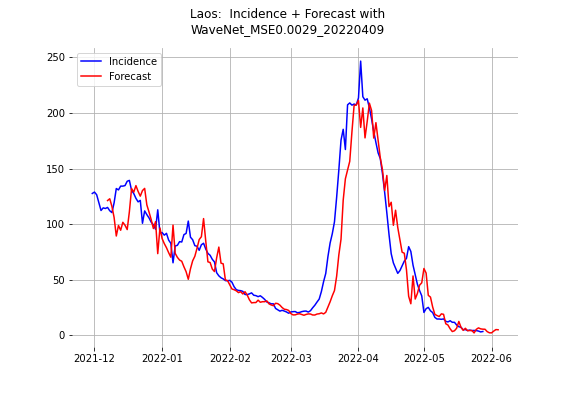 Laos:  Incidence + Forecast with
WaveNet_MSE0.0029_20220409
Incidence
Forecast
250
200
150
100
50
0
2021-12 2022-01 2022-02 2022-03 2022-04 2022-05 2022-06